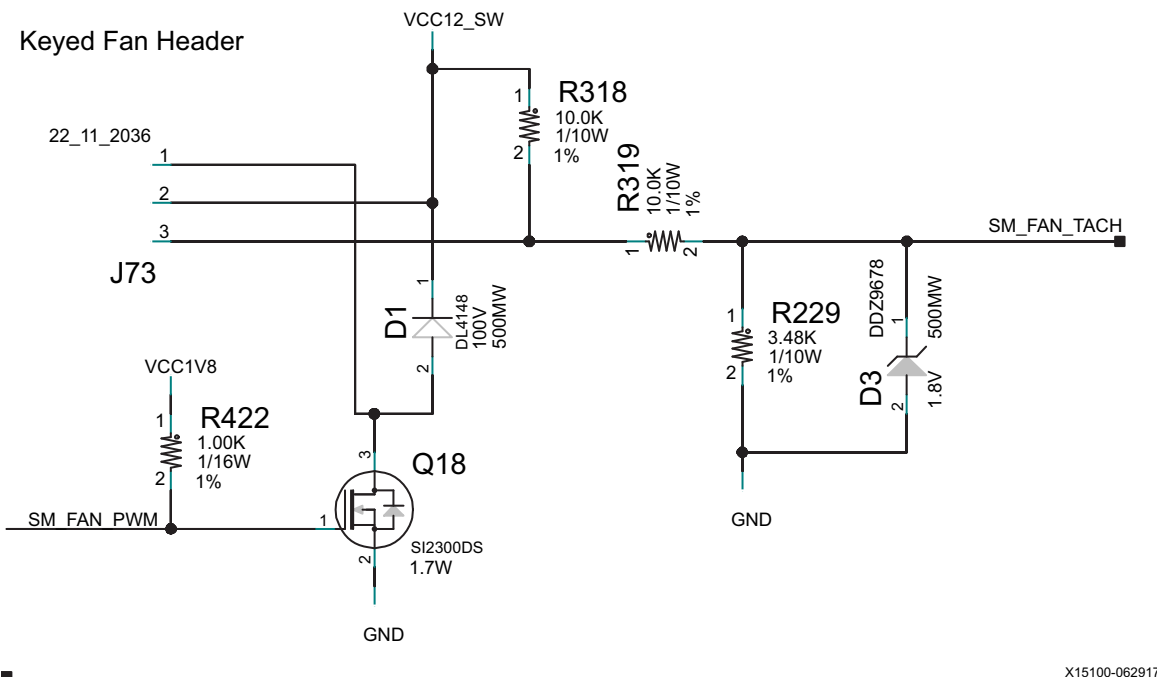 VCC12_SW
Keyed Fan Header
1
R318
10.0K
1/10W
1%
2
22_11_2036
1
2
3
J73
R319
10.0K
1/10W
1%
1
2
SM_FAN_TACH
1
D1
DL4148
100V
500MW
2
1
R229
3.48K
1/10W
1%
2
DDZ9678
500MW
1
D3
1.8V
2
VCC1V8
1
R422
1.00K
1/16W
1%
2
SM_FAN_PWM
1
3
Q18
SI2300DS
1.7W
2
GND
GND
X15100-062917